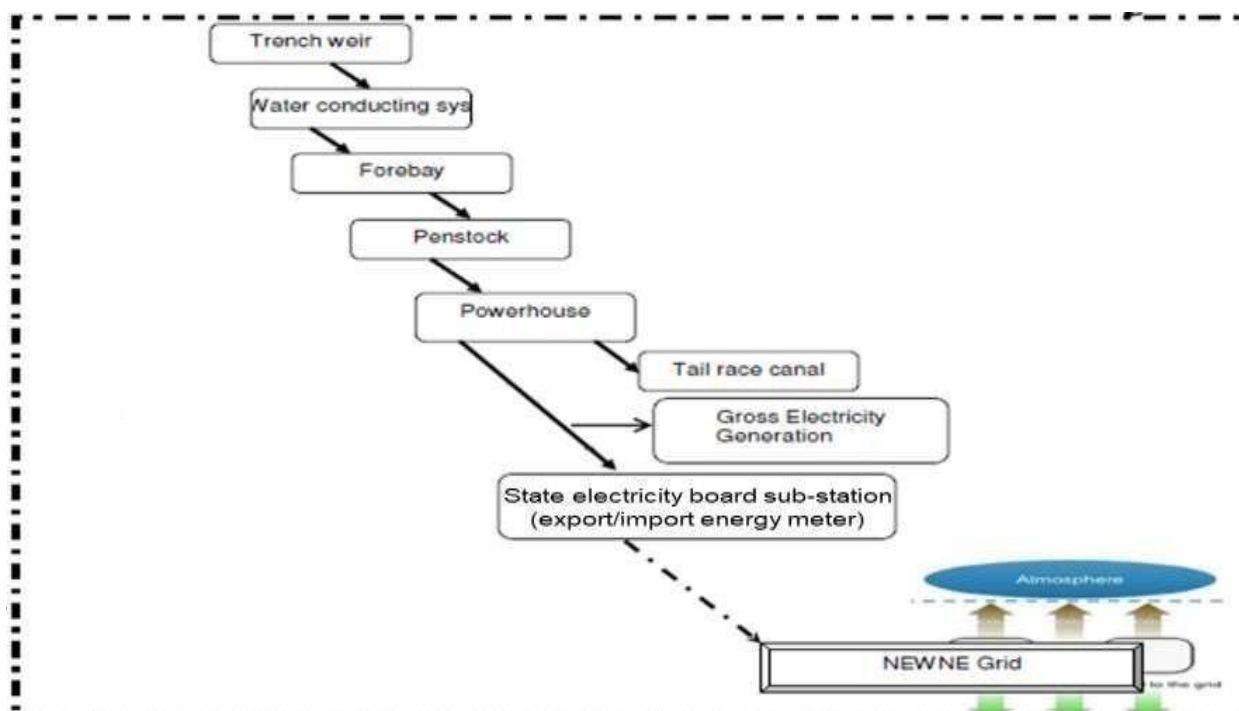 Trench weir
Water conducting sys
Forebay
Penstock
Powerhouse
Tail race canal
Gross Electricity
Generation
State electricity board sub-station
(export/import energy meter)
Atmosphere
NEWNE Grid
to the grid